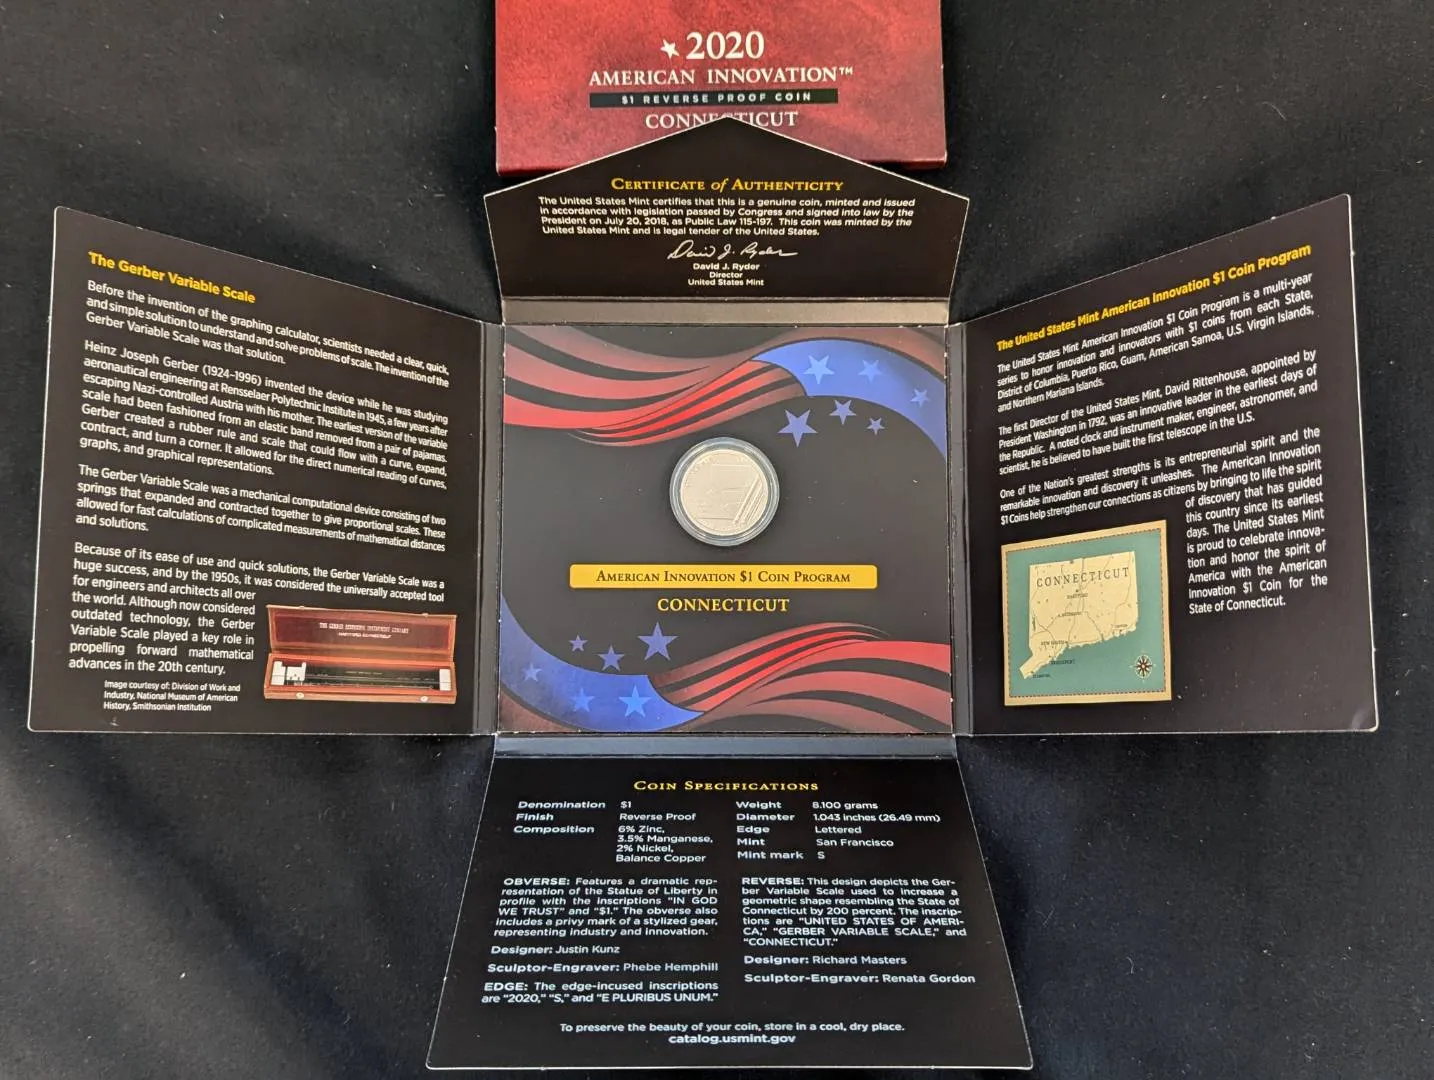 ★ 2020
AMERICAN INNOVATION™
$1 REVERSE PROOF COIN
CONNECTICUT
CERTIFICATE of AUTHENTICITY
The United States Mint certifies that this is a genuine coin, minted and issued
in accordance with legislation passed by Congress and signed into law by the
President on July 20, 2018, as Public Law 115-197. This coin was minted by the
United States Mint and is legal tender of the United States.
David J. Ryder
David J. Ryder
Director
United States Mint
The Gerber Variable Scale
Before the invention of the graphing calculator, scientists needed a clear, quick,
and simple solution to understand and solve problems of scale. The invention of the
Gerber Variable Scale was that solution.
Heinz Joseph Gerber (1924–1996) invented the device while he was studying
aeronautical engineering at Rensselaer Polytechnic Institute in 1945, a few years after
escaping Nazi-controlled Austria with his mother. The earliest version of the variable
scale had been fashioned from an elastic band removed from a pair of pajamas.
Gerber created a rubber rule and scale that could flow with a curve, expand,
contract, and turn a corner. It allowed for the direct numerical reading of curves,
graphs, and graphical representations.
The Gerber Variable Scale was a mechanical computational device consisting of two
springs that expanded and contracted together to give proportional scales. These
allowed for fast calculations of complicated measurements of mathematical distances
and solutions.
Because of its ease of use and quick solutions, the Gerber Variable Scale was a
huge success, and by the 1950s, it was considered the universally accepted tool
for engineers and architects all over
the world. Although now considered
outdated technology, the Gerber
Variable Scale played a key role in
propelling forward mathematical
advances in the 20th century.
Image courtesy of: Division of Work and
Industry, National Museum of American
History, Smithsonian Institution
THE GERBER SCIENTIFIC INSTRUMENT COMPANY
HARTFORD, CONNECTICUT
AMERICAN INNOVATION $1 COIN PROGRAM
CONNECTICUT
The United States Mint American Innovation $1 Coin Program
The United States Mint American Innovation $1 Coin Program is a multi-year
series to honor innovation and innovators with $1 coins from each State,
District of Columbia, Puerto Rico, Guam, American Samoa, U.S. Virgin Islands,
and Northern Mariana Islands.
The first Director of the United States Mint, David Rittenhouse, appointed by
President Washington in 1792, was an innovative leader in the earliest days of
the Republic. A noted clock and instrument maker, engineer, astronomer, and
scientist, he is believed to have built the first telescope in the U.S.
One of the Nation's greatest strengths is its entrepreneurial spirit and the
remarkable innovation and discovery it unleashes. The American Innovation
$1 Coins help strengthen our connections as citizens by bringing to life the spirit
of discovery that has guided
this country since its earliest
days. The United States Mint
is proud to celebrate innova-
tion and honor the spirit of
America with the American
Innovation $1 Coin for the
State of Connecticut.
CONNECTICUT
HARTFORD
NEW HAVEN
BRIDGEPORT
COIN SPECIFICATIONS
Denomination $1
Finish Reverse Proof
Composition 6% Zinc,
3.5% Manganese,
2% Nickel,
Balance Copper
Weight 8.100 grams
Diameter 1.043 inches (26.49 mm)
Edge Lettered
Mint San Francisco
Mint mark S
OBVERSE: Features a dramatic rep-
resentation of the Statue of Liberty in
profile with the inscriptions "IN GOD
WE TRUST" and "$1." The obverse also
includes a privy mark of a stylized gear,
representing industry and innovation.
Designer: Justin Kunz
Sculptor-Engraver: Phebe Hemphill
EDGE: The edge-incused inscriptions
are "2020," "S," and "E PLURIBUS UNUM."
REVERSE: This design depicts the Ger-
ber Variable Scale used to increase a
geometric shape resembling the State of
Connecticut by 200 percent. The inscrip-
tions are "UNITED STATES OF AMERI-
CA," "GERBER VARIABLE SCALE," and
"CONNECTICUT."
Designer: Richard Masters
Sculptor-Engraver: Renata Gordon
To preserve the beauty of your coin, store in a cool, dry place.
catalog.usmint.gov